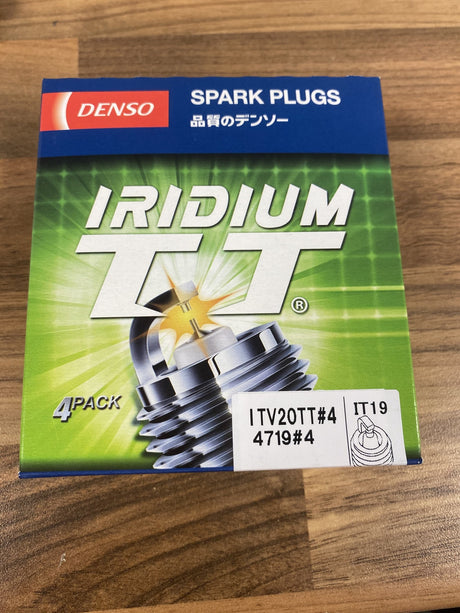 DENSO
SPARK PLUGS
品質のデンソー
IRIDIUM
TT®
4PACK
ITV20TT#4
4719#4
IT19